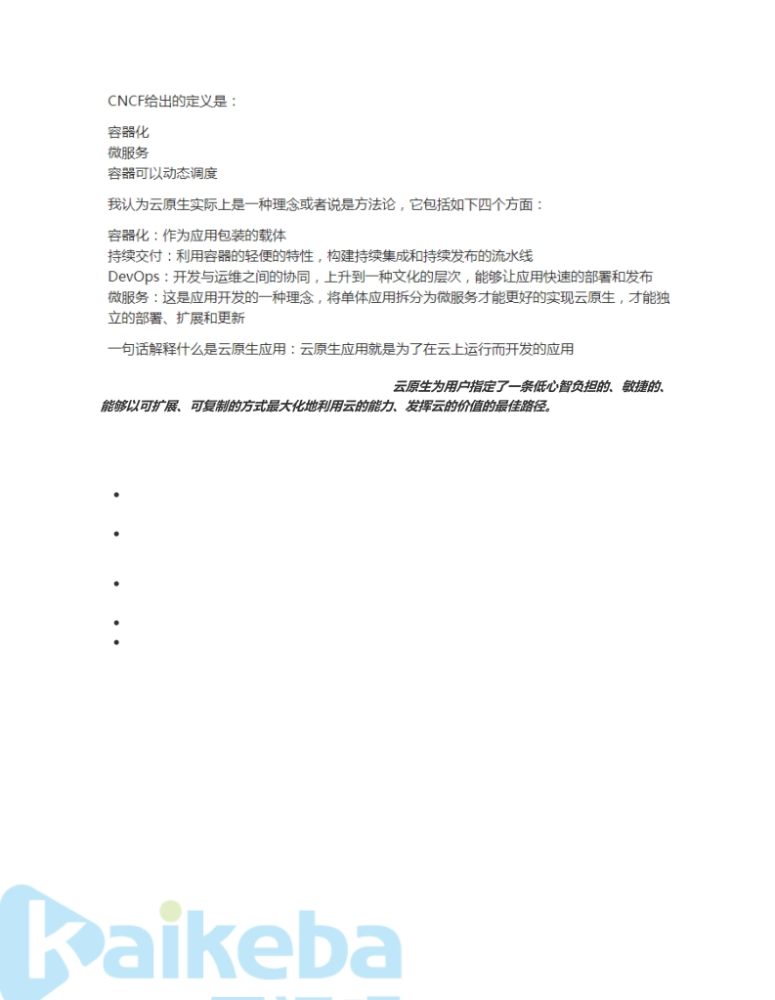 CNCF给出的定义是：
容器化
微服务
容器可以动态调度
我认为云原生实际上是一种理念或者说是方法论，它包括如下四个方面：
容器化：作为应用包装的载体
持续交付：利用容器的轻便的特性，构建持续集成和持续发布的流水线
DevOps：开发与运维之间的协同，上升到一种文化的层次，能够让应用快速的部署和发布
微服务：这是应用开发的一种理念，将单体应用拆分为微服务才能更好的实现云原生，才能独
立的部署、扩展和更新
一句话解释什么是云原生应用：云原生应用就是为了在云上运行而开发的应用
云原生为用户指定了一条低心智负担的、敏捷的、
能够以可扩展、可复制的方式最大化地利用云的能力、发挥云的价值的最佳路径。
kaikeba